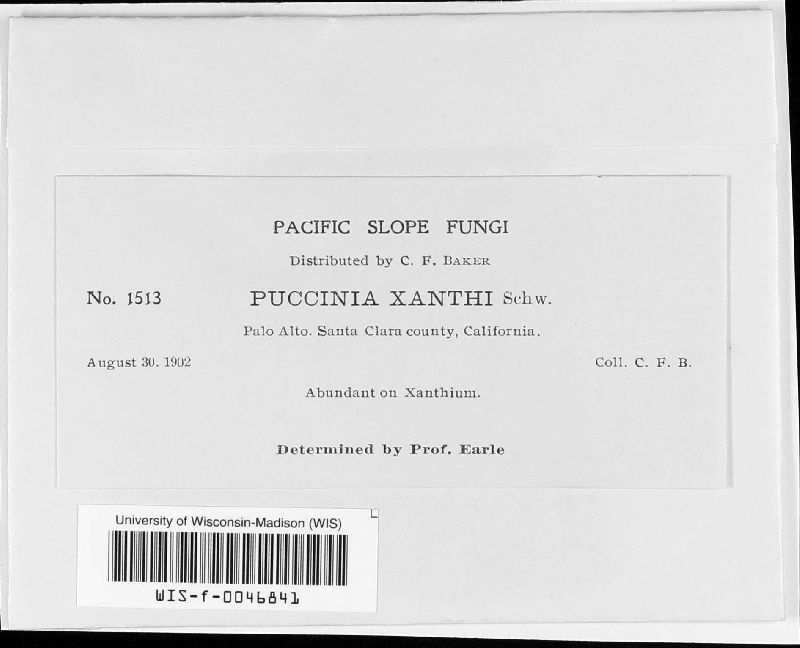 PACIFIC SLOPE FUNGI
Distributed by C. F. BAKER
No. 1513 PUCCINIA XANTHI Schw.
Palo Alto. Santa Clara county, California.
August 30. 1902 Coll. C. F. B.
Abundant on Xanthium.
Determined by Prof. Earle
University of Wisconsin-Madison (WIS)
WIS-f-0046841